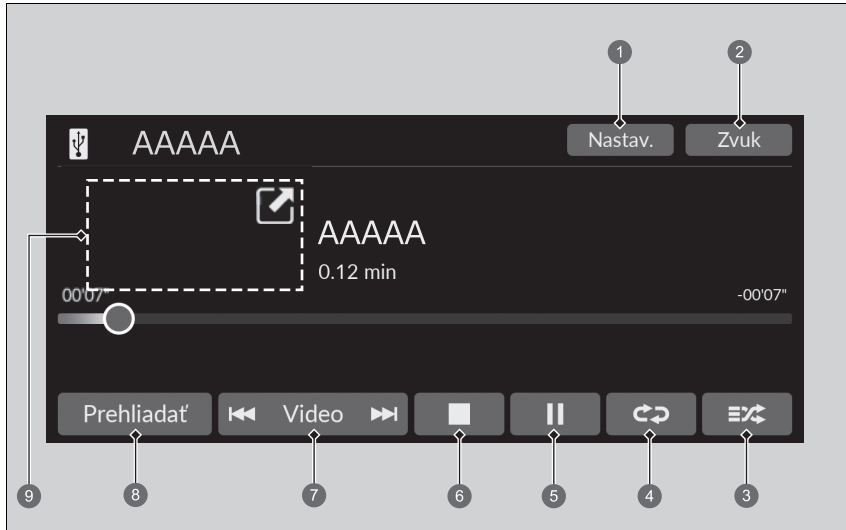 1 2
AAAAA Nastav. Zvuk
AAAAA
0.12 min
00'07" -00'07"
Prehliadať Video
9 8 7 6 5 4 3